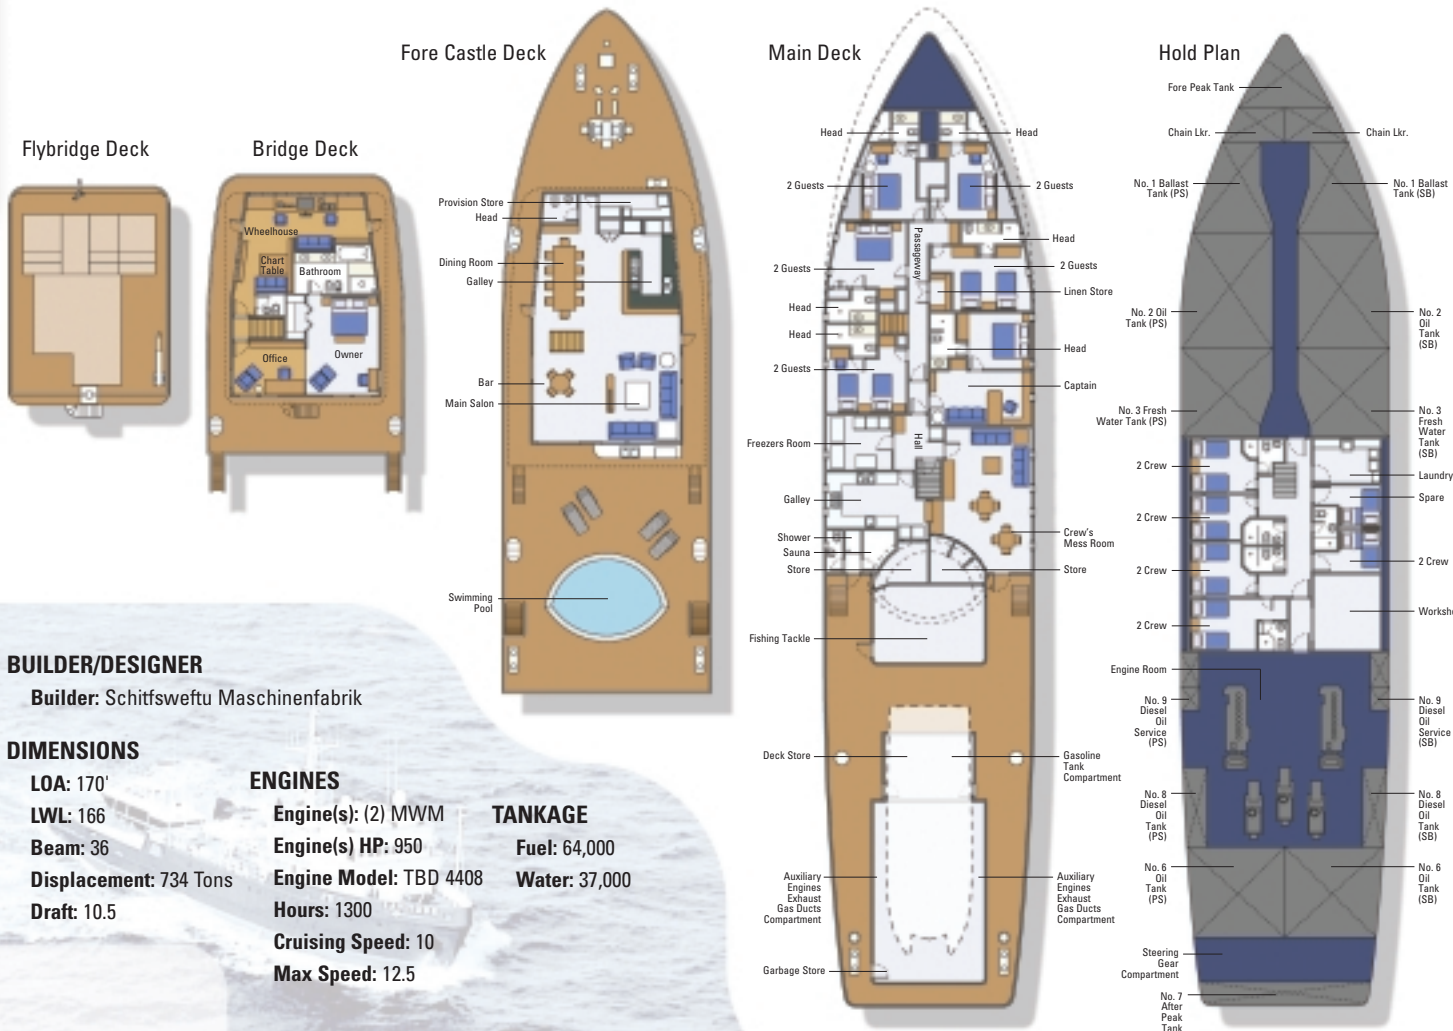 Flybridge Deck
Bridge Deck
Wheelhouse
Chart
Table
Bathroom
Office
Owner
Fore Castle Deck
Provision Store
Head
Dining Room
Galley
Bar
Main Salon
Swimming
Pool
Main Deck
Head
Head
2 Guests
2 Guests
Passageway
Head
2 Guests
2 Guests
Linen Store
Head
Head
Head
2 Guests
Captain
Hall
Freezers Room
Galley
Shower
Sauna
Store
Crew's
Mess Room
Store
Fishing Tackle
Deck Store
Gasoline
Tank
Compartment
Auxiliary
Engines
Exhaust
Gas Ducts
Compartment
Auxiliary
Engines
Exhaust
Gas Ducts
Compartment
Garbage Store
Hold Plan
Fore Peak Tank
Chain Lkr.
Chain Lkr.
No. 1 Ballast
Tank (PS)
No. 1 Ballast
Tank (SB)
No. 2 Oil
Tank (PS)
No. 2
Oil
Tank
(SB)
No. 3 Fresh
Water Tank (PS)
No. 3
Fresh
Water
Tank
(SB)
2 Crew
Laundry
Spare
2 Crew
2 Crew
2 Crew
2 Crew
Worksh
Engine Room
No. 9
Diesel
Oil
Service
(PS)
No. 9
Diesel
Oil
Service
(SB)
No. 8
Diesel
Oil
Tank
(PS)
No. 8
Diesel
Oil
Tank
(SB)
No. 6
Oil
Tank
(PS)
No. 6
Oil
Tank
(SB)
Steering
Gear
Compartment
No. 7
After
Peak
Tank
BUILDER/DESIGNER
Builder: Schitfsweftu Maschinenfabrik
DIMENSIONS
LOA: 170'
LWL: 166
Beam: 36
Displacement: 734 Tons
Draft: 10.5
ENGINES
Engine(s): (2) MWM
Engine(s) HP: 950
Engine Model: TBD 4408
Hours: 1300
Cruising Speed: 10
Max Speed: 12.5
TANKAGE
Fuel: 64,000
Water: 37,000